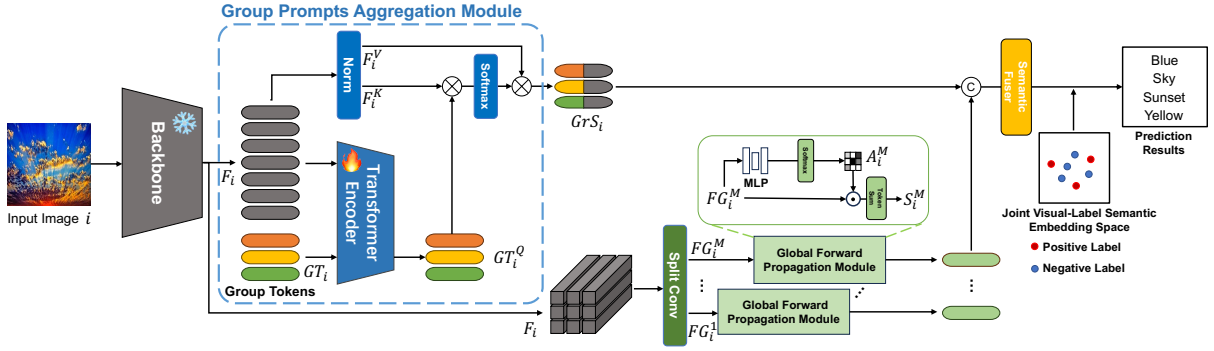 Group Prompts Aggregation Module
Input Image i
Backbone
F_i
Norm
F_i^V
F_i^K
Softmax
Transformer
Encoder
GT_i
GT_i^Q
Group Tokens
GrS_i
C
Semantic
Fuser
Blue
Sky
Sunset
Yellow
Prediction
Results
Joint Visual-Label Semantic
Embedding Space
Positive Label
Negative Label
FG_i^M
MLP
Softmax
A_i^M
Token
Sum
S_i^M
F_i
Split Conv
FG_i^M
Global Forward
Propagation Module
FG_i^1
Global Forward
Propagation Module